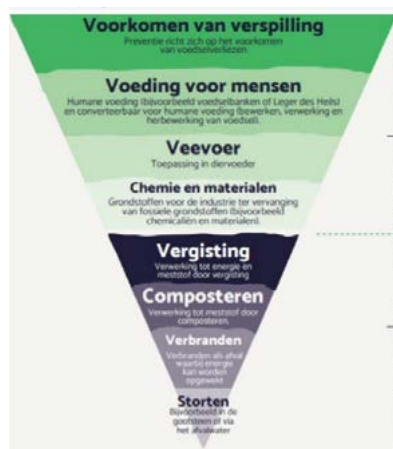 Voorkomen van verspilling
Preventie richt zich op het voorkomen
van voedselverliezen.
Voeding voor mensen
Humane voeding (bijvoorbeeld voedselbanken of Leger des Heils)
en converteerbaar voor humane voeding (bewerken, verwerking en
herbewerking van voedsel).
Veevoer
Toepassing in diervoeder
Chemie en materialen
Grondstoffen voor de industrie ter vervanging
van fossiele grondstoffen (bijvoorbeeld
chemicaliën en materialen).
Vergisting
Verwerking tot energie en
meststof door vergisting
Composteren
Verwerking tot meststof door
composteren.
Verbranden
Verbranden als afval
waarbij energie
kan worden
opgewekt
Storten
Bijvoorbeeld in de
gootsteen of via
het afvalwater